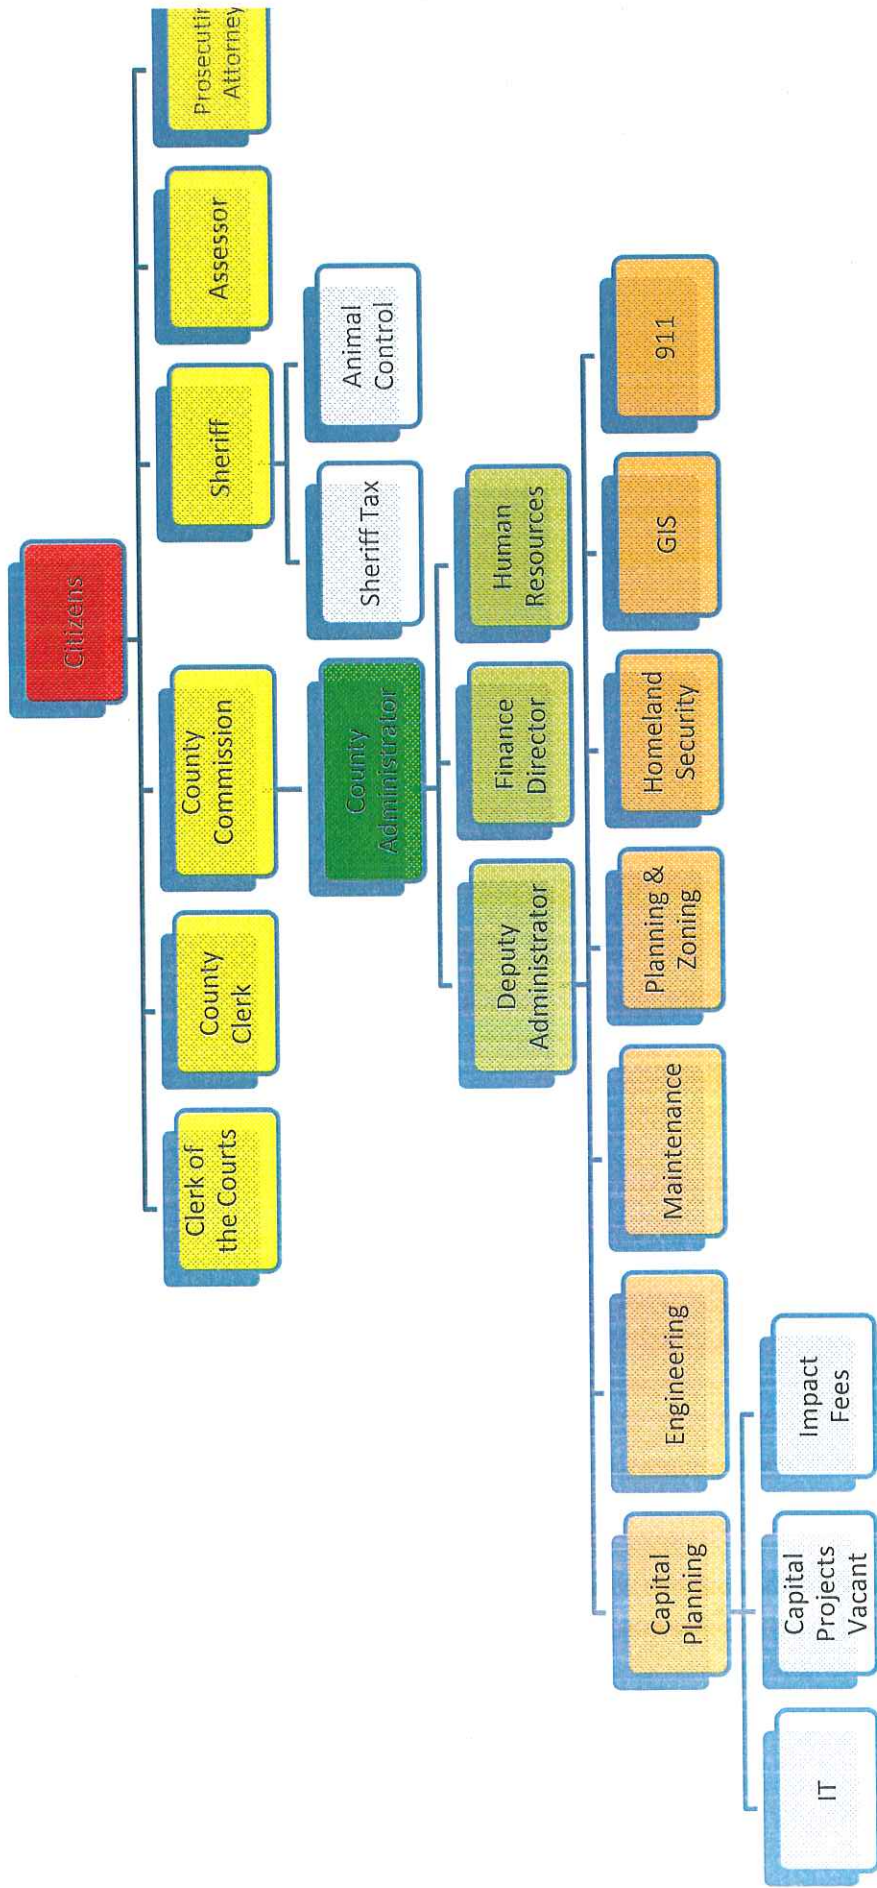 Citizens
Clerk of
the Courts
County
Clerk
County
Commission
Sheriff
Assessor
Attorney
County
Administrator
Sheriff Tax
Animal
Control
Deputy
Administrator
Finance
Director
Human
Resources
Capital
Planning
Engineering
Maintenance
Planning &
Zoning
Homeland
Security
GIS
911
IT
Capital
Projects
Vacant
Impact
Fees